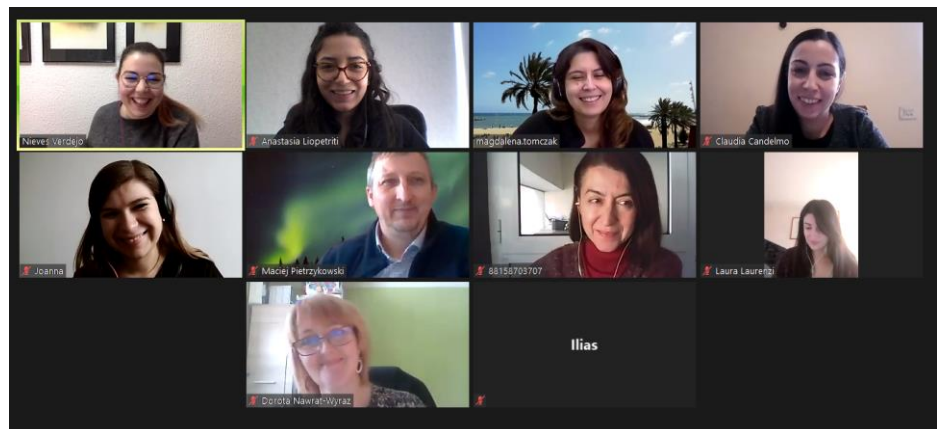 Nieves Verdejo
Anastasia Liopetriti
magdalena.tomczak
Claudia Candelmo
Joanna
Maciej Pietrzykowski
88158703707
Laura Laurenzi
Dorota Nawrat-Wyraz
Ilias